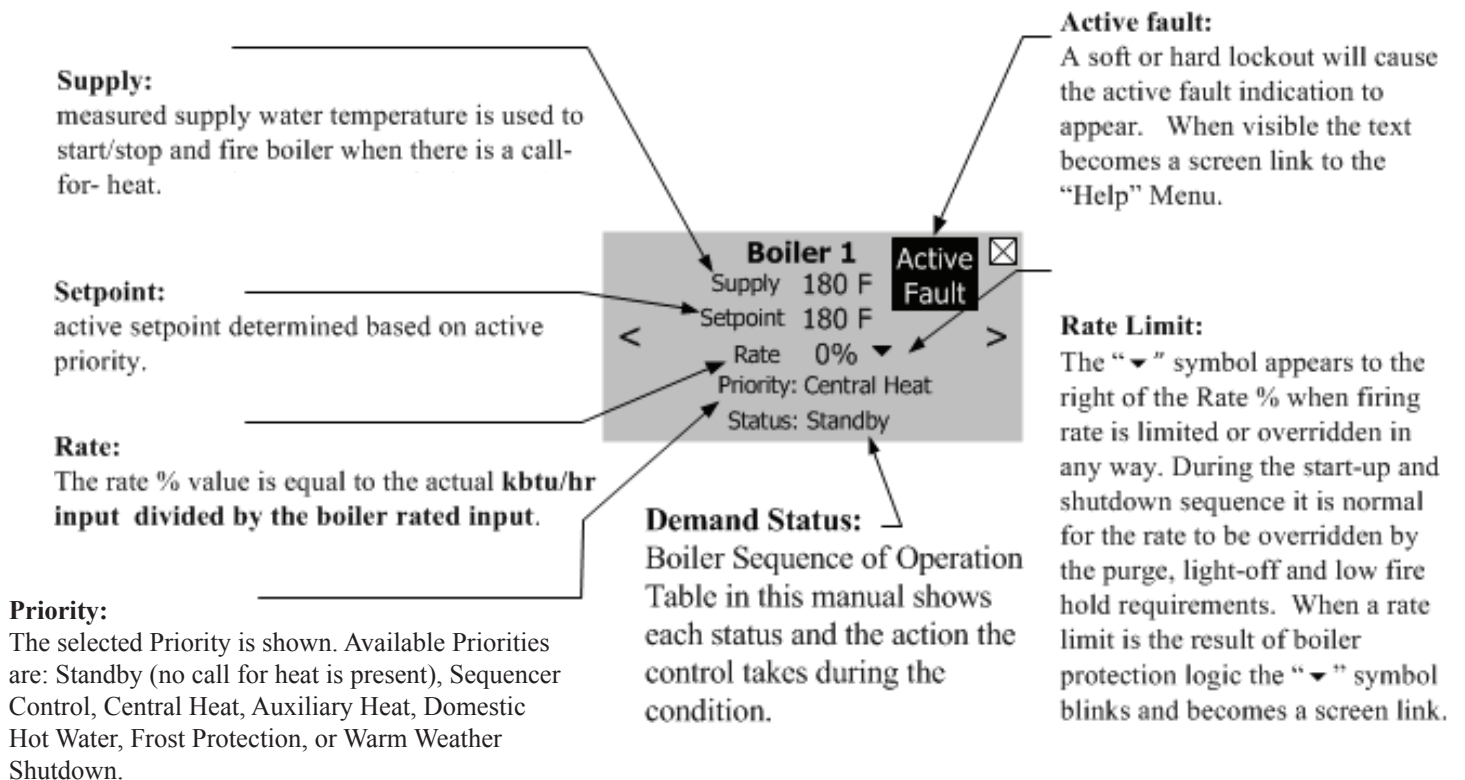 Supply:
measured supply water temperature is used to
start/stop and fire boiler when there is a call-
for- heat.
Setpoint:
active setpoint determined based on active
priority.
Rate:
The rate % value is equal to the actual kbtu/hr
input divided by the boiler rated input.
Priority:
The selected Priority is shown. Available Priorities
are: Standby (no call for heat is present), Sequencer
Control, Central Heat, Auxiliary Heat, Domestic
Hot Water, Frost Protection, or Warm Weather
Shutdown.
Boiler 1
Active
Fault
Supply 180 F
Setpoint 180 F
< >
Rate 0% ▼
Priority: Central Heat
Status: Standby
Demand Status:
Boiler Sequence of Operation
Table in this manual shows
each status and the action the
control takes during the
condition.
Active fault:
A soft or hard lockout will cause
the active fault indication to
appear. When visible the text
becomes a screen link to the
“Help” Menu.
Rate Limit:
The “▼” symbol appears to the
right of the Rate % when firing
rate is limited or overridden in
any way. During the start-up and
shutdown sequence it is normal
for the rate to be overridden by
the purge, light-off and low fire
hold requirements. When a rate
limit is the result of boiler
protection logic the “▼” symbol
blinks and becomes a screen link.